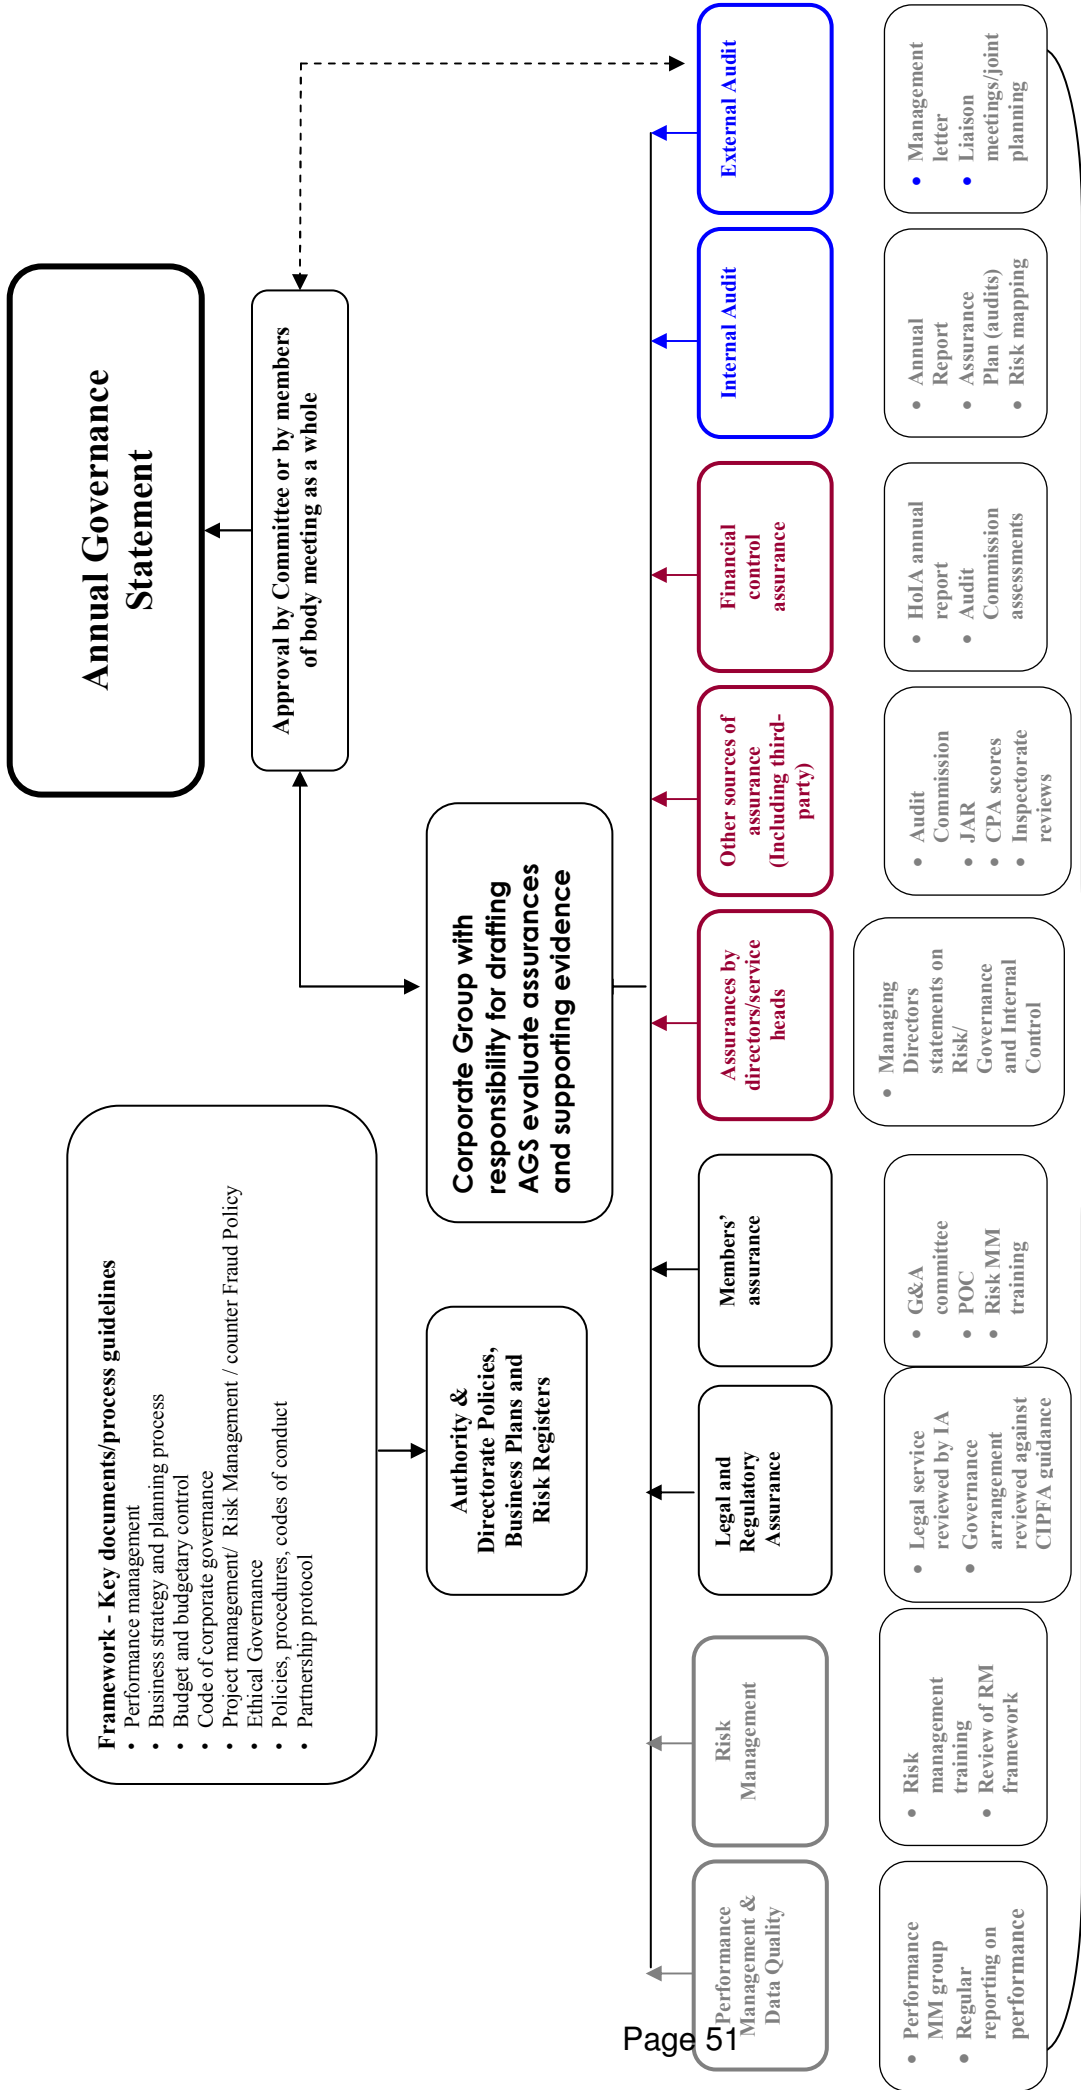 Annual Governance
Statement
Approval by Committee or by members
of body meeting as a whole
Framework - Key documents/process guidelines
• Performance management
• Business strategy and planning process
• Budget and budgetary control
• Code of corporate governance
• Project management/ Risk Management / counter Fraud Policy
• Ethical Governance
• Policies, procedures, codes of conduct
• Partnership protocol
Authority &
Directorate Policies,
Business Plans and
Risk Registers
Corporate Group with
responsibility for drafting
AGS evaluate assurances
and supporting evidence
Performance
Management &
Data Quality
Risk
Management
Legal and
Regulatory
Assurance
Members’
assurance
Assurances by
directors/service
heads
Other sources of
assurance
(Including third-
party)
Financial
control
assurance
Internal Audit
External Audit
• Performance
MM group
• Regular
reporting on
performance
• Risk
management
training
• Review of RM
framework
• Legal service
reviewed by IA
• Governance
arrangement
reviewed against
CIPFA guidance
• G&A
committee
• POC
• Risk MM
training
• Managing
Directors
statements on
Risk/
Governance
and Internal
Control
• Audit
Commission
• JAR
• CPA scores
• Inspectorate
reviews
• HoIA annual
report
• Audit
Commission
assessments
• Annual
Report
• Assurance
Plan (audits)
• Risk mapping
• Management
letter
• Liaison
meetings/joint
planning
Page 51